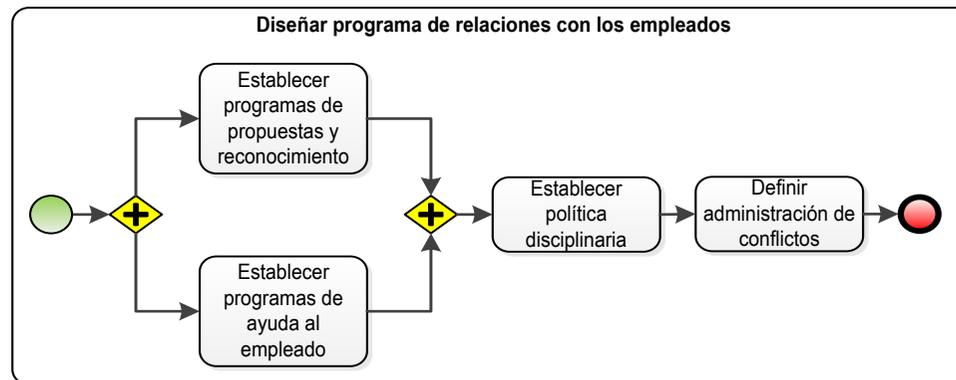 Diseñar programa de relaciones con los empleados
Establecer
programas de
propuestas y
reconocimiento
Establecer
programas de
ayuda al
empleado
Establecer
política
disciplinaria
Definir
administración de
conflictos